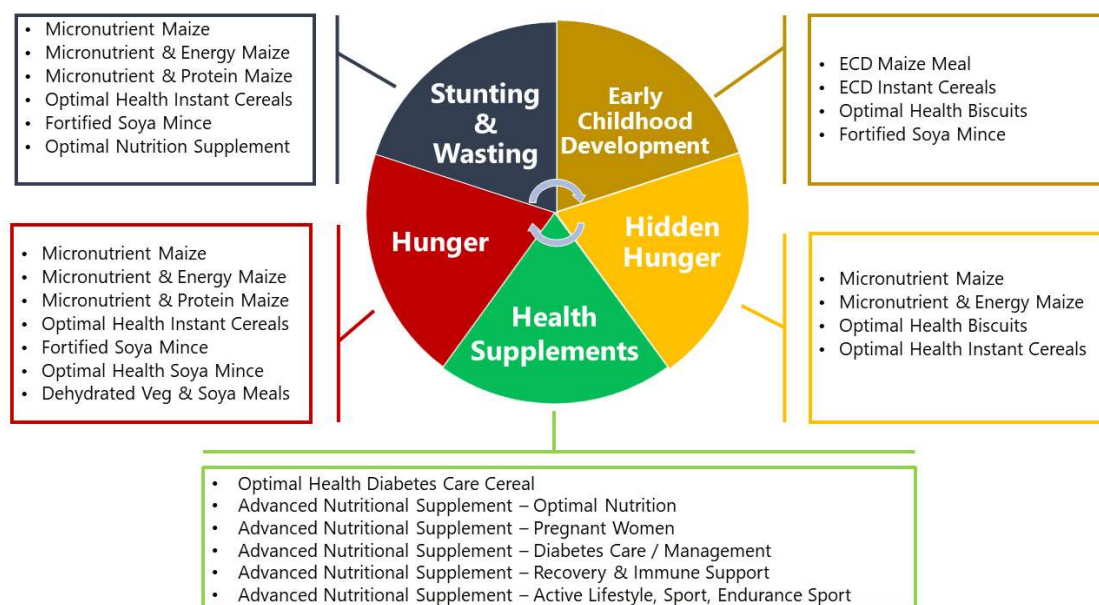 Micronutrient Maize
Micronutrient & Energy Maize
Micronutrient & Protein Maize
Optimal Health Instant Cereals
Fortified Soya Mince
Optimal Nutrition Supplement
Stunting
&
Wasting
Early
Childhood
Development
ECD Maize Meal
ECD Instant Cereals
Optimal Health Biscuits
Fortified Soya Mince
Micronutrient Maize
Micronutrient & Energy Maize
Micronutrient & Protein Maize
Optimal Health Instant Cereals
Fortified Soya Mince
Optimal Health Soya Mince
Dehydrated Veg & Soya Meals
Hunger
Hidden
Hunger
Micronutrient Maize
Micronutrient & Energy Maize
Optimal Health Biscuits
Optimal Health Instant Cereals
Health
Supplements
Optimal Health Diabetes Care Cereal
Advanced Nutritional Supplement – Optimal Nutrition
Advanced Nutritional Supplement – Pregnant Women
Advanced Nutritional Supplement – Diabetes Care / Management
Advanced Nutritional Supplement – Recovery & Immune Support
Advanced Nutritional Supplement – Active Lifestyle, Sport, Endurance Sport